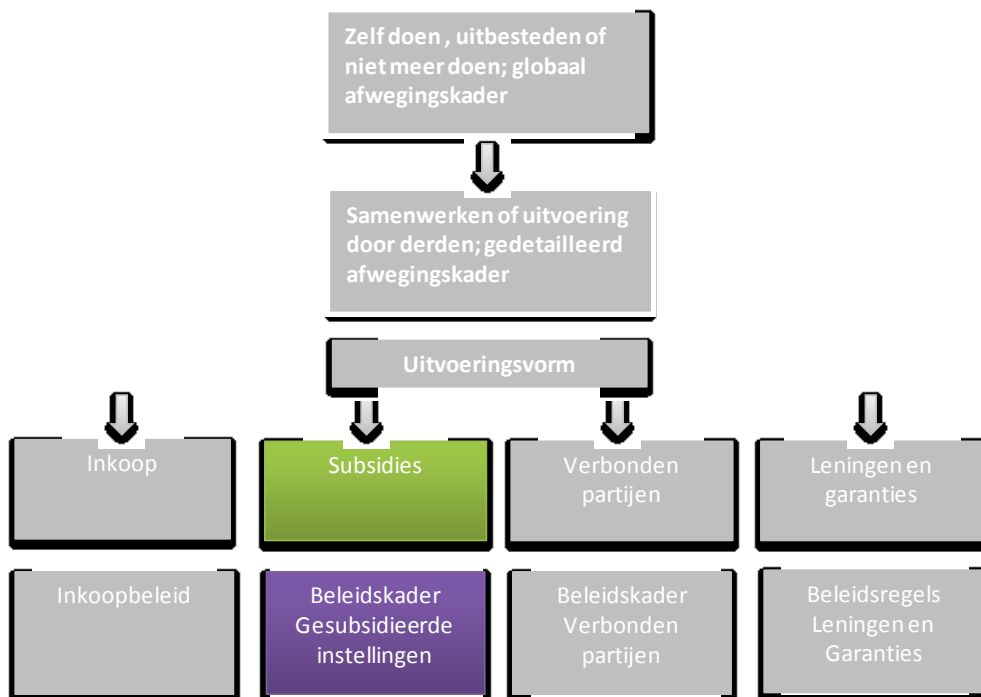 Zelf doen , uitbesteden of
niet meer doen; globaal
afwegingskader
Samenwerken of uitvoering
door derden; gedetailleerd
afwegingskader
Uitvoeringsvorm
Inkoop
Subsidies
Verbonden
partijen
Leningen en
garanties
Inkoopbeleid
Beleidskader
Gesubsidieerde
instellingen
Beleidskader
Verbonden
partijen
Beleidsregels
Leningen en
Garanties